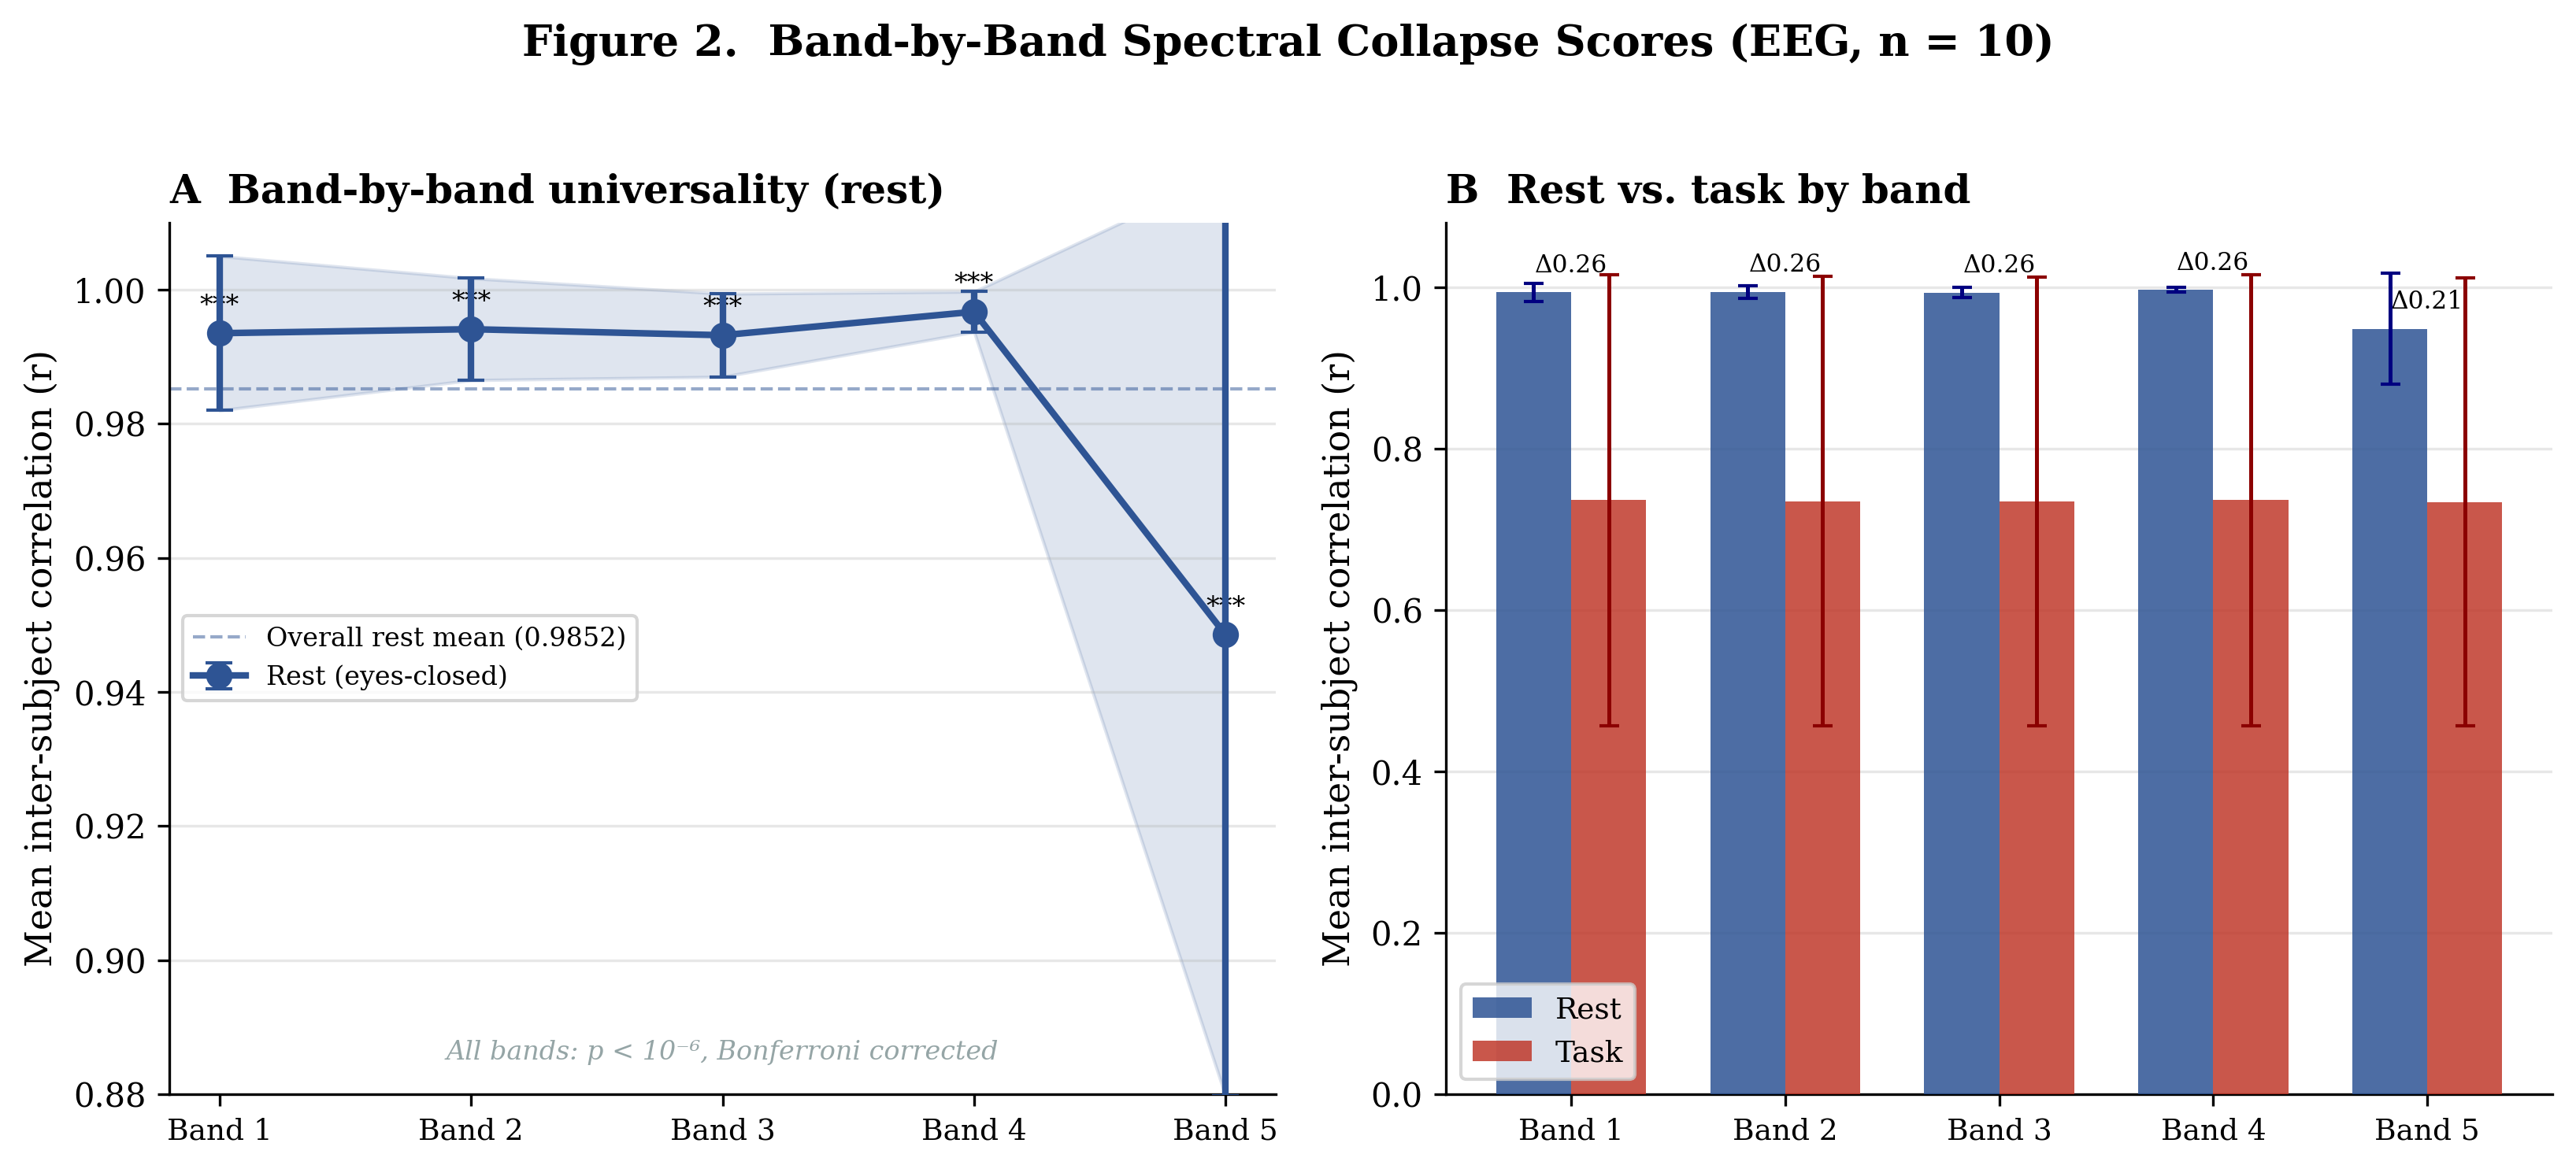 Figure 2.  Band-by-Band Spectral Collapse Scores (EEG, n = 10)
A  Band-by-band universality (rest)
Mean inter-subject correlation (r)
1.00
0.98
0.96
0.94
0.92
0.90
0.88
***
***
***
***
***
Overall rest mean (0.9852)
Rest (eyes-closed)
All bands: p < 10⁻⁶, Bonferroni corrected
Band 1
Band 2
Band 3
Band 4
Band 5
B  Rest vs. task by band
Mean inter-subject correlation (r)
1.0
0.8
0.6
0.4
0.2
0.0
Δ0.26
Δ0.26
Δ0.26
Δ0.26
Δ0.21
Rest
Task
Band 1
Band 2
Band 3
Band 4
Band 5